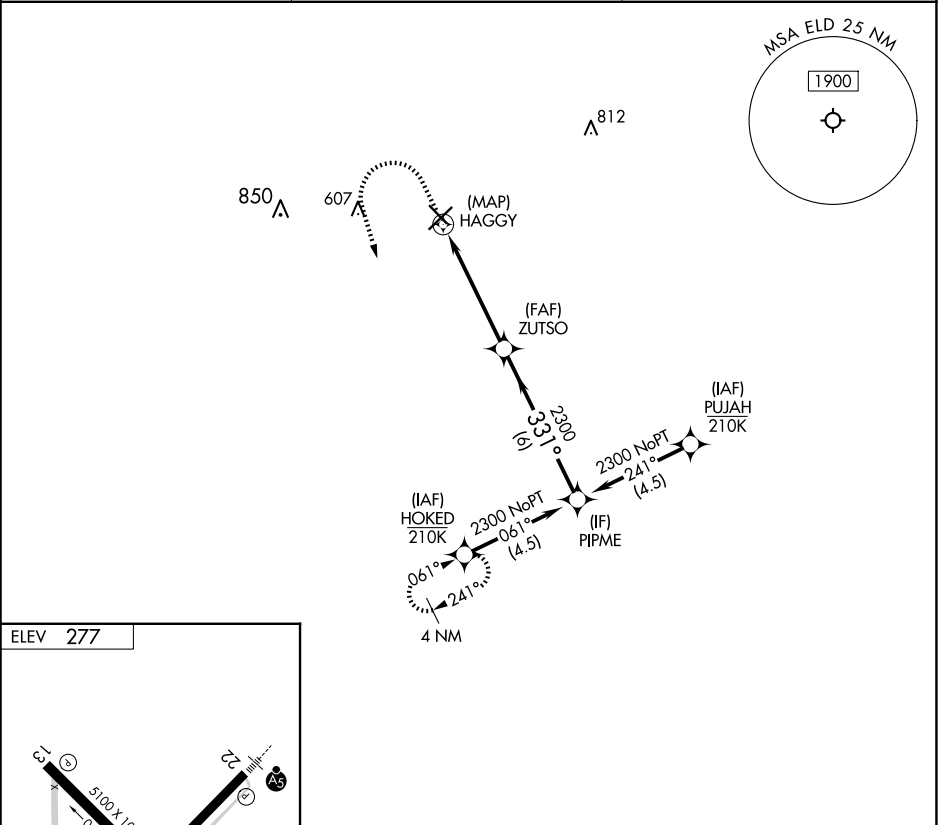 MSA ELD 25 NM
1900
812
850
607
(MAP)
HAGGY
(FAF)
ZUTSO
(IAF)
PUJAH
210K
2300
331°
(6)
2300 NoPT
241°
(4.5)
(IAF)
HOKED
210K
2300 NoPT
061°
(4.5)
(IF)
PIPME
061°
241°
4 NM
ELEV 277
13
P
22
A5
P
5100 X